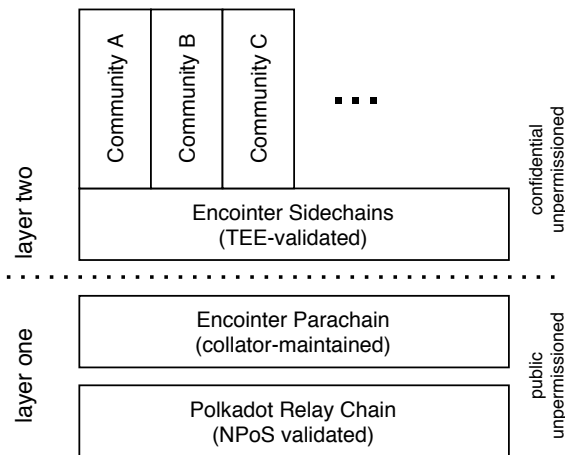 Community A
Community B
Community C
...
layer two
confidential
unpermissioned
Encointer Sidechains
(TEE-validated)
layer one
Encointer Parachain
(collator-maintained)
public
unpermissioned
Polkadot Relay Chain
(NPoS validated)